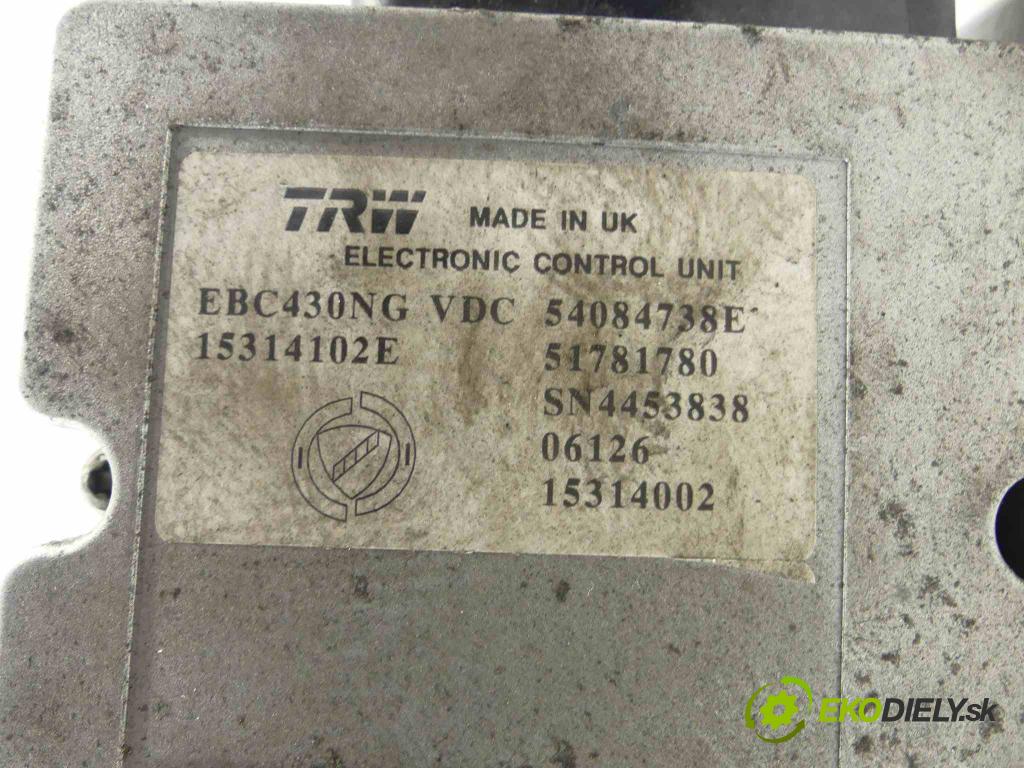 TRW MADE IN UK
ELECTRONIC CONTROL UNIT
EBC430NG VDC 54084738E
15314102E 51781780
SN4453838
06126
15314002
EKODIELY.sk